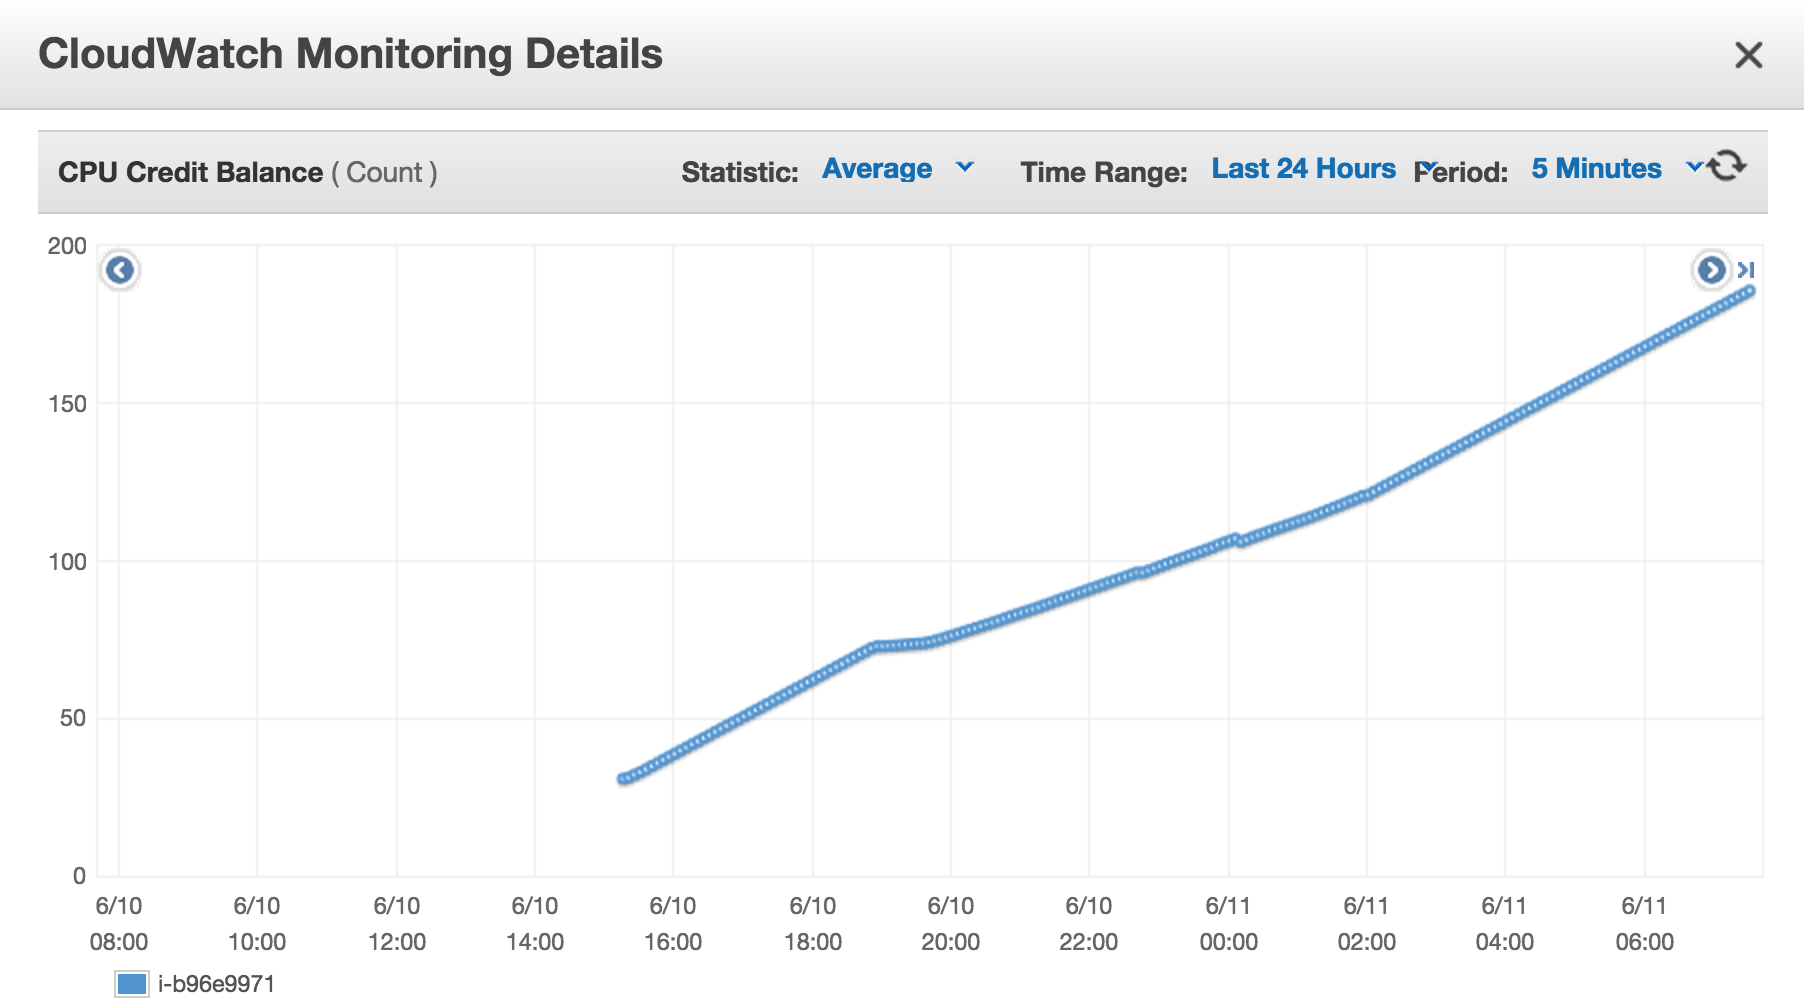 CloudWatch Monitoring Details
CPU Credit Balance ( Count ) Statistic: Average Time Range: Last 24 Hours Period: 5 Minutes
200
150
100
50
0
6/10 6/10 6/10 6/10 6/10 6/10 6/10 6/10 6/11 6/11 6/11 6/11
08:00 10:00 12:00 14:00 16:00 18:00 20:00 22:00 00:00 02:00 04:00 06:00
i-b96e9971